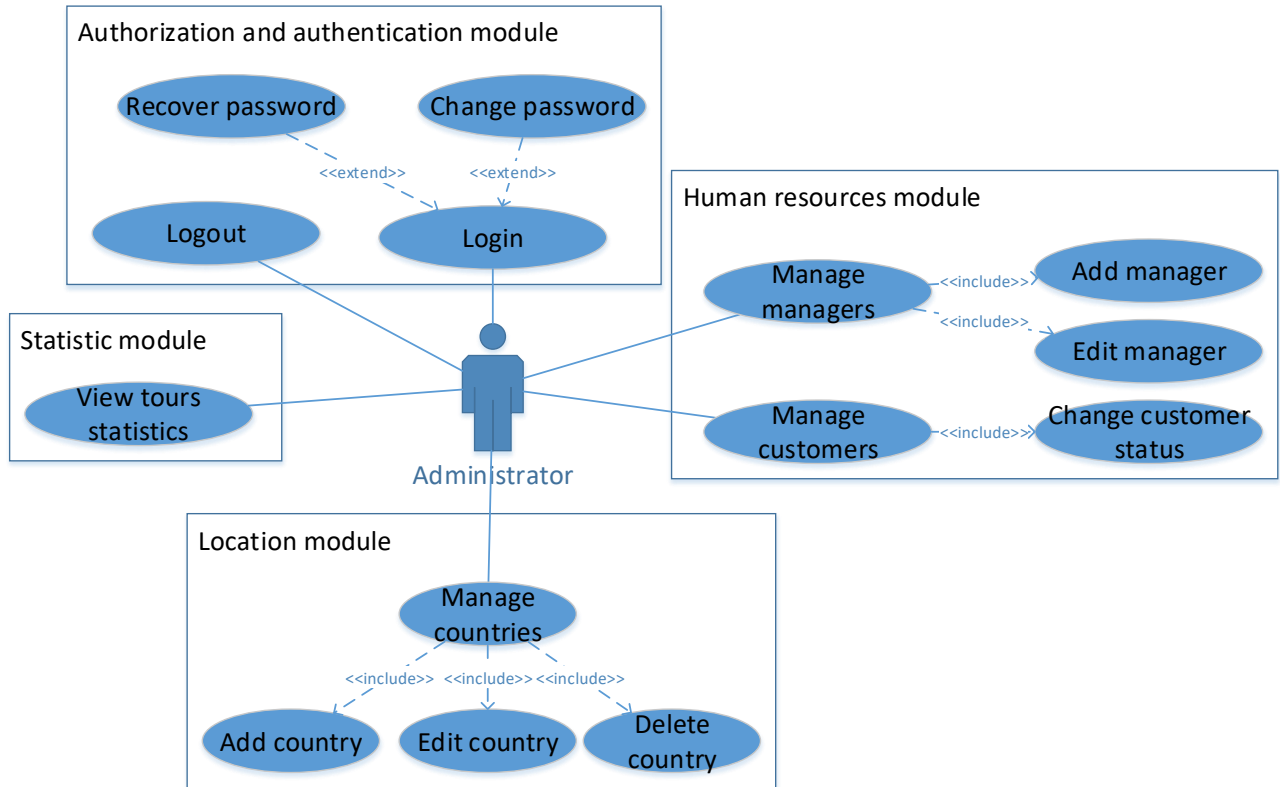 Authorization and authentication module
Recover password
Change password
<<extend>>
<<extend>>
Logout
Login
Human resources module
Manage
managers
<<include>>
Add manager
<<include>>
Edit manager
Manage
customers
<<include>>
Change customer
status
Statistic module
View tours
statistics
Administrator
Location module
Manage
countries
<<include>>
<<include>>
<<include>>
Add country
Edit country
Delete
country